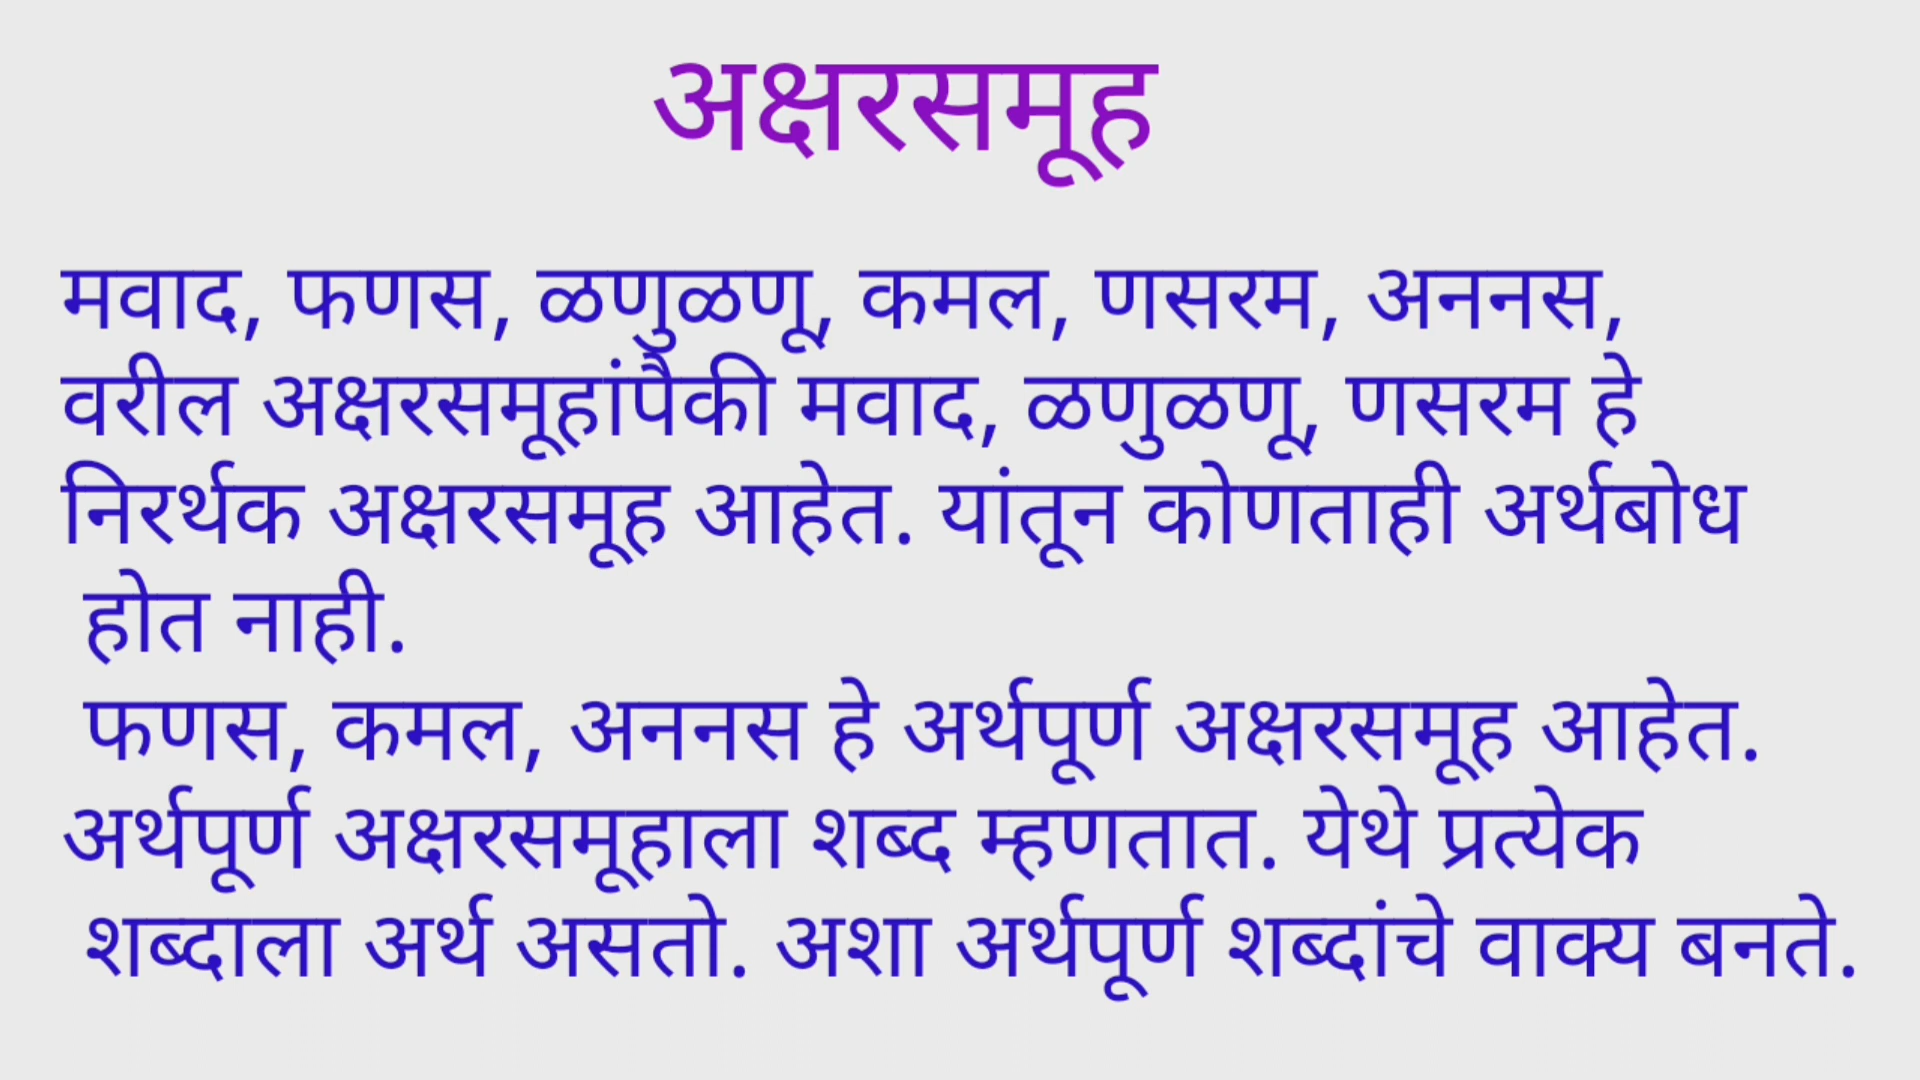 अक्षरसमूह
मवाद, फणस, ळणुळणू, कमल, णसरम, अननस,
वरील अक्षरसमूहांपैकी मवाद, ळणुळणू, णसरम हे
निरर्थक अक्षरसमूह आहेत. यांतून कोणताही अर्थबोध
होत नाही.
फणस, कमल, अननस हे अर्थपूर्ण अक्षरसमूह आहेत.
अर्थपूर्ण अक्षरसमूहाला शब्द म्हणतात. येथे प्रत्येक
शब्दाला अर्थ असतो. अशा अर्थपूर्ण शब्दांचे वाक्य बनते.